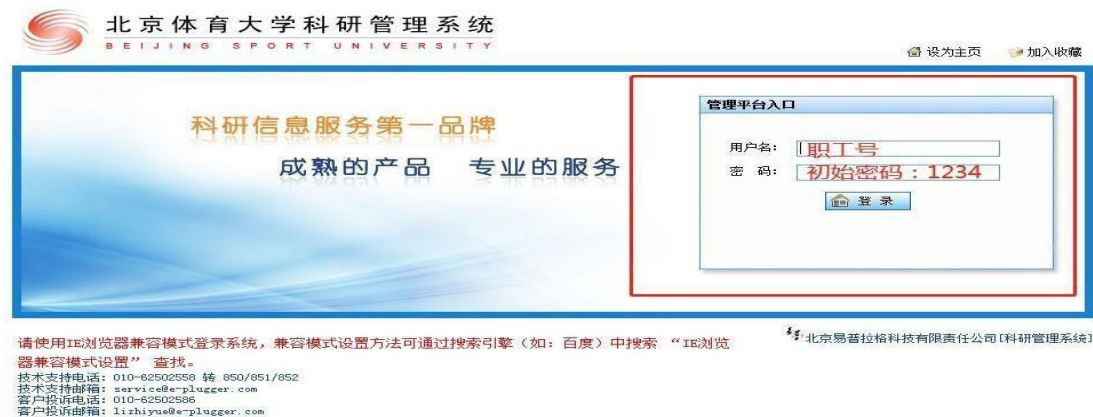 北京体育大学科研管理系统
BEIJING SPORT UNIVERSITY
设为主页 加入收藏
科研信息服务第一品牌
成熟的产品 专业的服务
管理平台入口
用户名: 职工号
密 码: 初始密码：1234
登 录
请使用IE浏览器兼容模式登录系统，兼容模式设置方法可通过搜索引擎（如：百度）中搜索 “IE浏览
器兼容模式设置” 查找。
北京易普拉格科技有限责任公司[科研管理系统]
技术支持电话: 010-62502558 转 850/851/852
技术支持邮箱: service@e-plugger.com
客户投诉电话: 010-62502586
客户投诉邮箱: lizhiyue@e-plugger.com